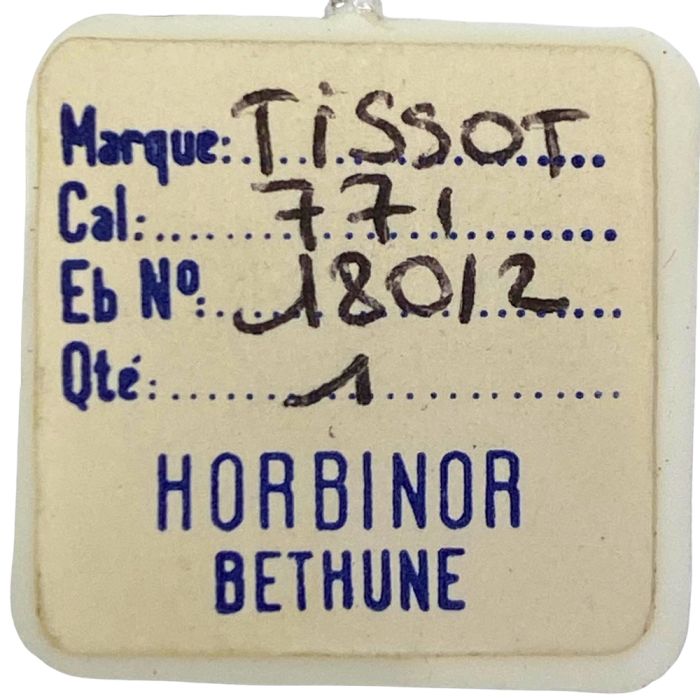 Marque: TiSSOT
Cal: 771
Eb Nº: 18012
Qté: 1
HORBINOR
BETHUNE